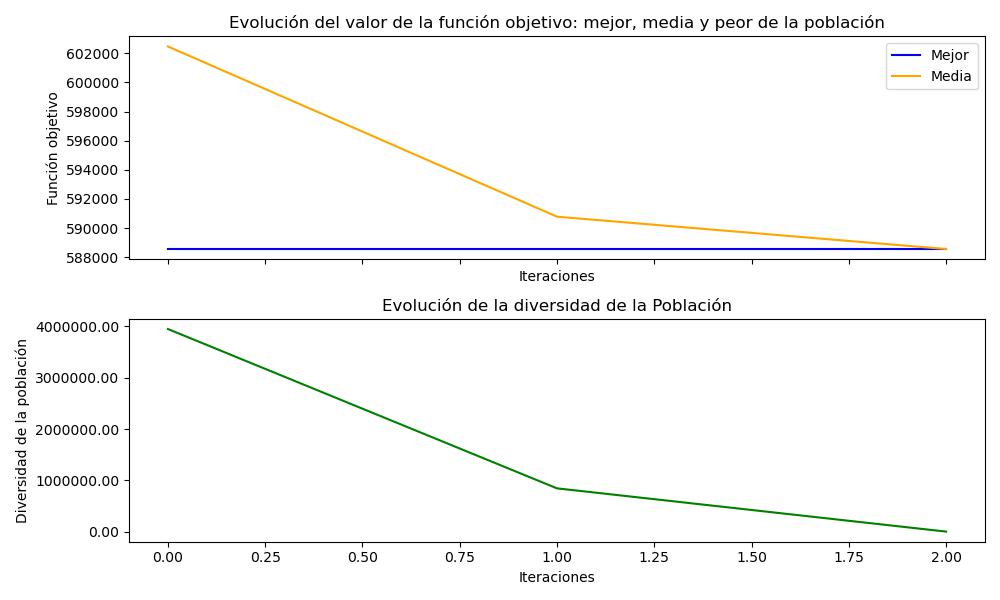 Evolución del valor de la función objetivo: mejor, media y peor de la población
Función objetivo
602000
600000
598000
596000
594000
592000
590000
588000
Mejor
Media
Iteraciones
Evolución de la diversidad de la Población
Diversidad de la población
4000000.00
3000000.00
2000000.00
1000000.00
0.00
0.00 0.25 0.50 0.75 1.00 1.25 1.50 1.75 2.00
Iteraciones